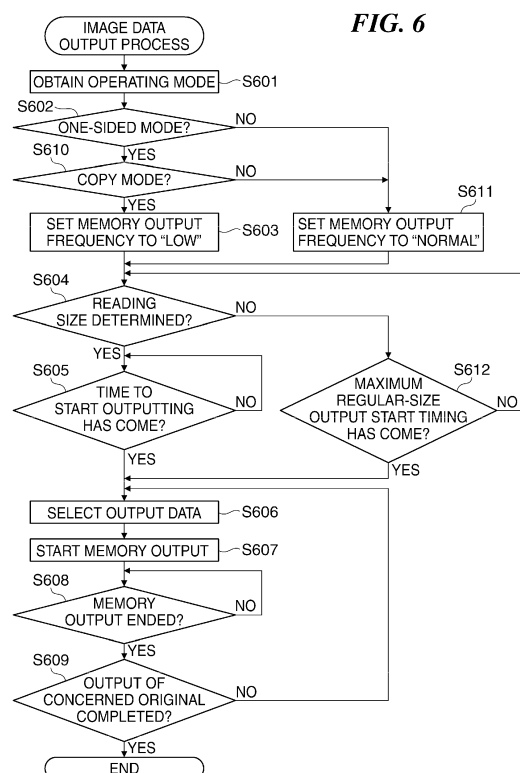 FIG. 6
IMAGE DATA
OUTPUT PROCESS
OBTAIN OPERATING MODE
S601
S602
ONE-SIDED MODE?
NO
YES
S610
COPY MODE?
NO
YES
SET MEMORY OUTPUT
FREQUENCY TO “LOW”
S603
S611
SET MEMORY OUTPUT
FREQUENCY TO “NORMAL”
S604
READING
SIZE DETERMINED?
NO
YES
S605
TIME TO
START OUTPUTTING
HAS COME?
NO
YES
S612
MAXIMUM
REGULAR-SIZE
OUTPUT START TIMING
HAS COME?
NO
YES
SELECT OUTPUT DATA
S606
START MEMORY OUTPUT
S607
S608
MEMORY
OUTPUT ENDED?
NO
YES
S609
OUTPUT OF
CONCERNED ORIGINAL
COMPLETED?
NO
YES
END